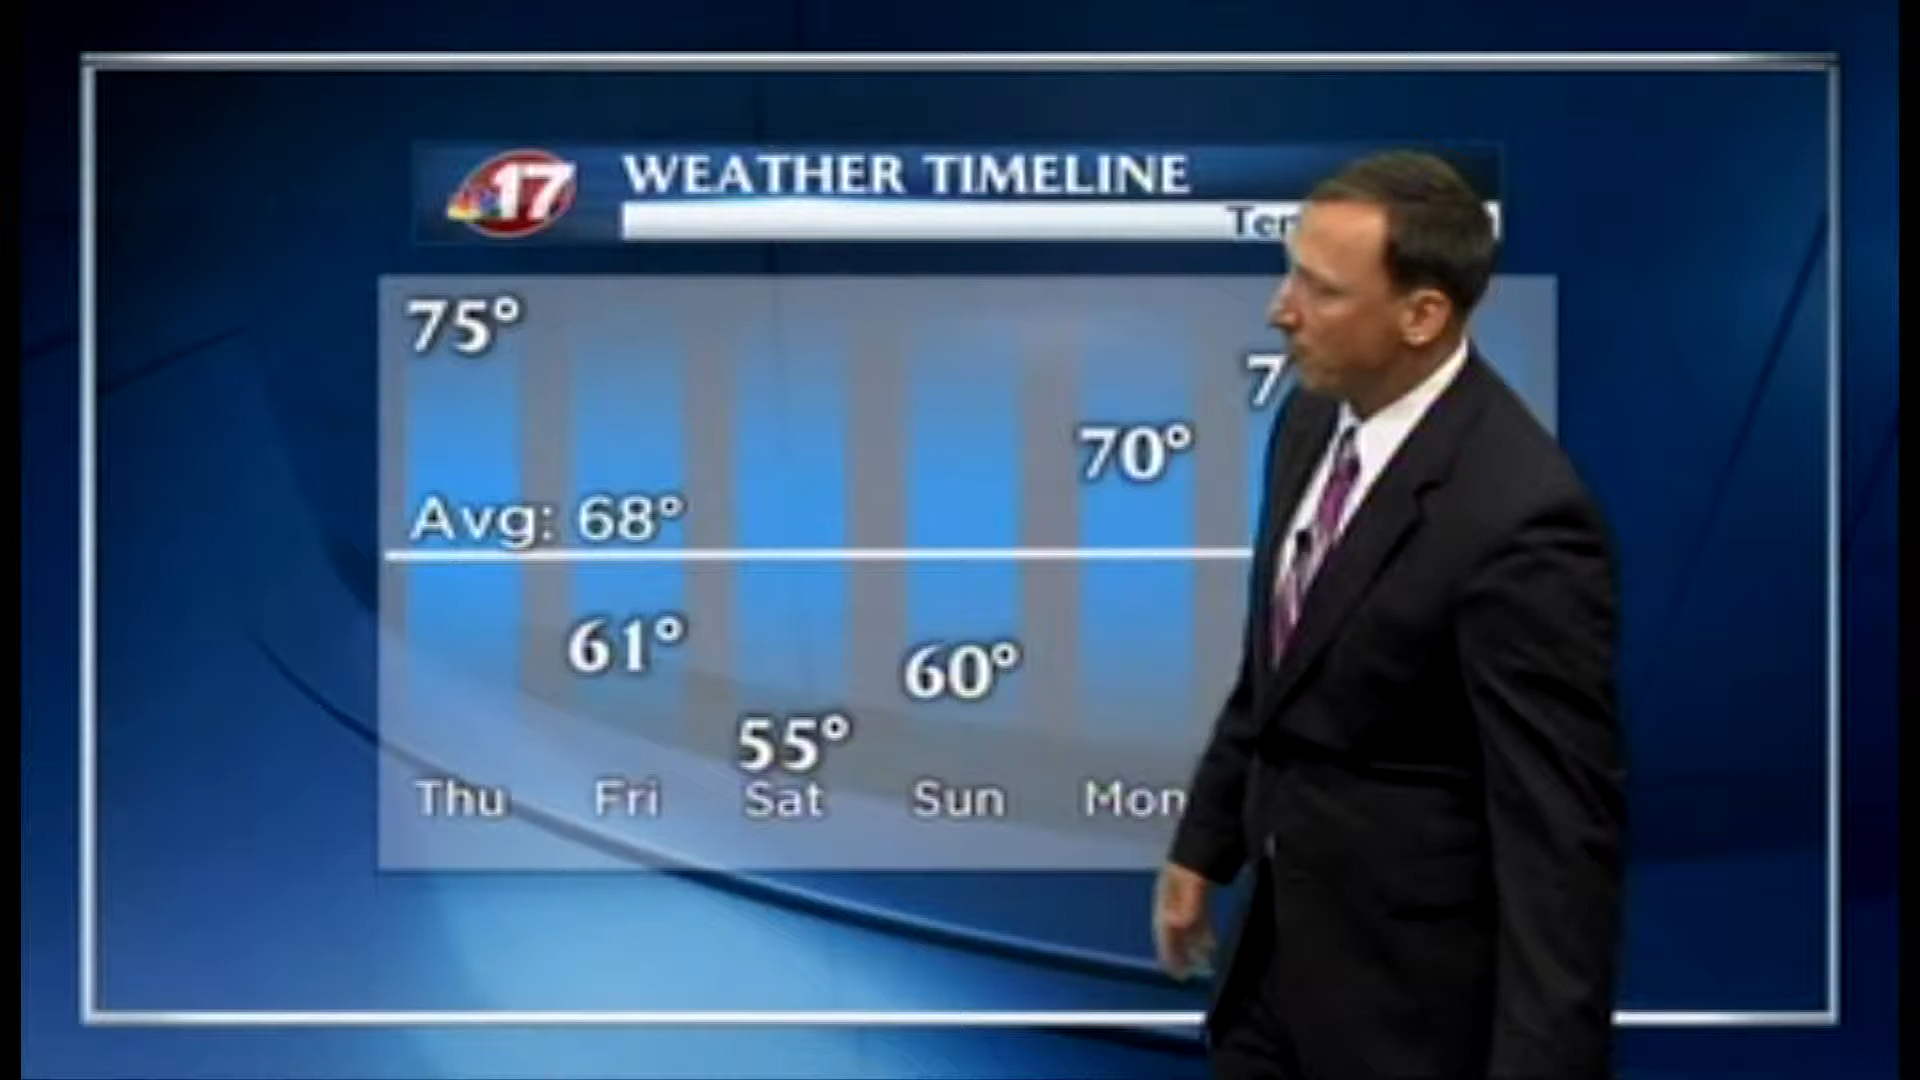 17 WEATHER TIMELINE
75°
70°
Avg: 68°
61°
60°
55°
Thu Fri Sat Sun Mon